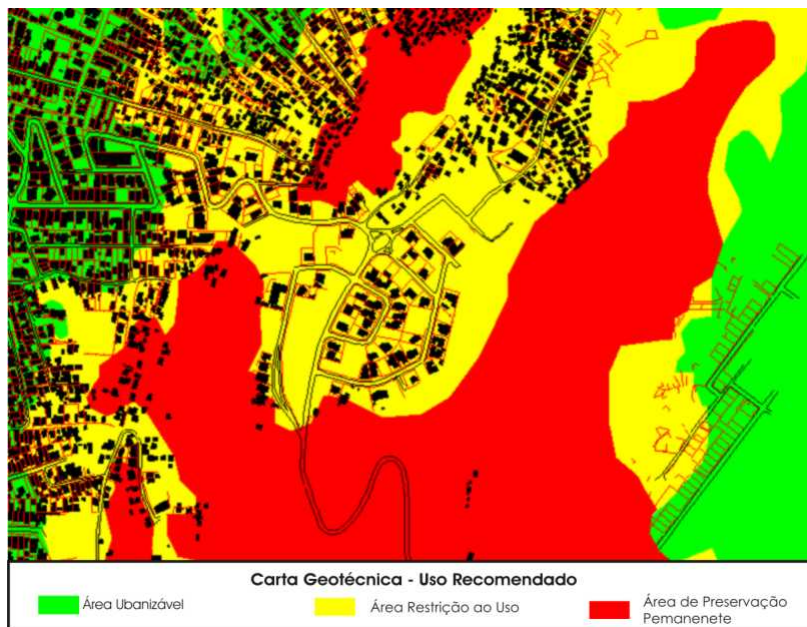 Carta Geotécnica - Uso Recomendado
Área Ubanizável
Área Restrição ao Uso
Área de Preservação
Pemanenete